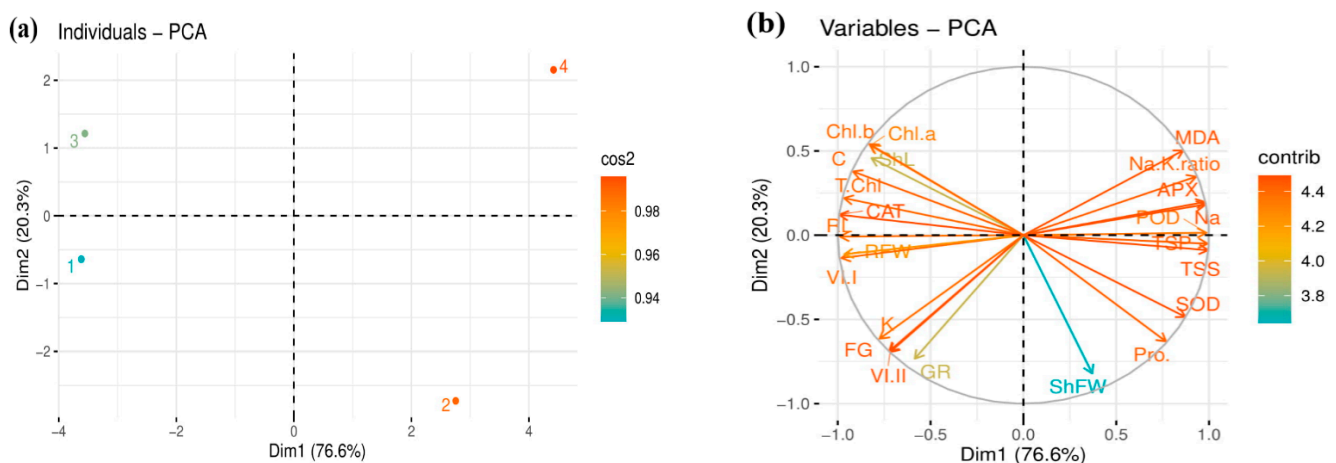 (a) Individuals – PCA
2
1
0
-1
-2
-4
-2
0
2
4
Dim2 (20.3%)
Dim1 (76.6%)
1
2
3
4
cos2
0.98
0.96
0.94
(b) Variables – PCA
1.0
0.5
0.0
-0.5
-1.0
-1.0
-0.5
0.0
0.5
1.0
Dim2 (20.3%)
Dim1 (76.6%)
Chl.b
Chl.a
ShL
C
T.Chl
CAT
RL
RFW
VI.I
K
FG
VI.II
GR
ShFW
MDA
Na.K.ratio
APX
POD
Na
TSP
TSS
SOD
Pro.
contrib
4.4
4.2
4.0
3.8